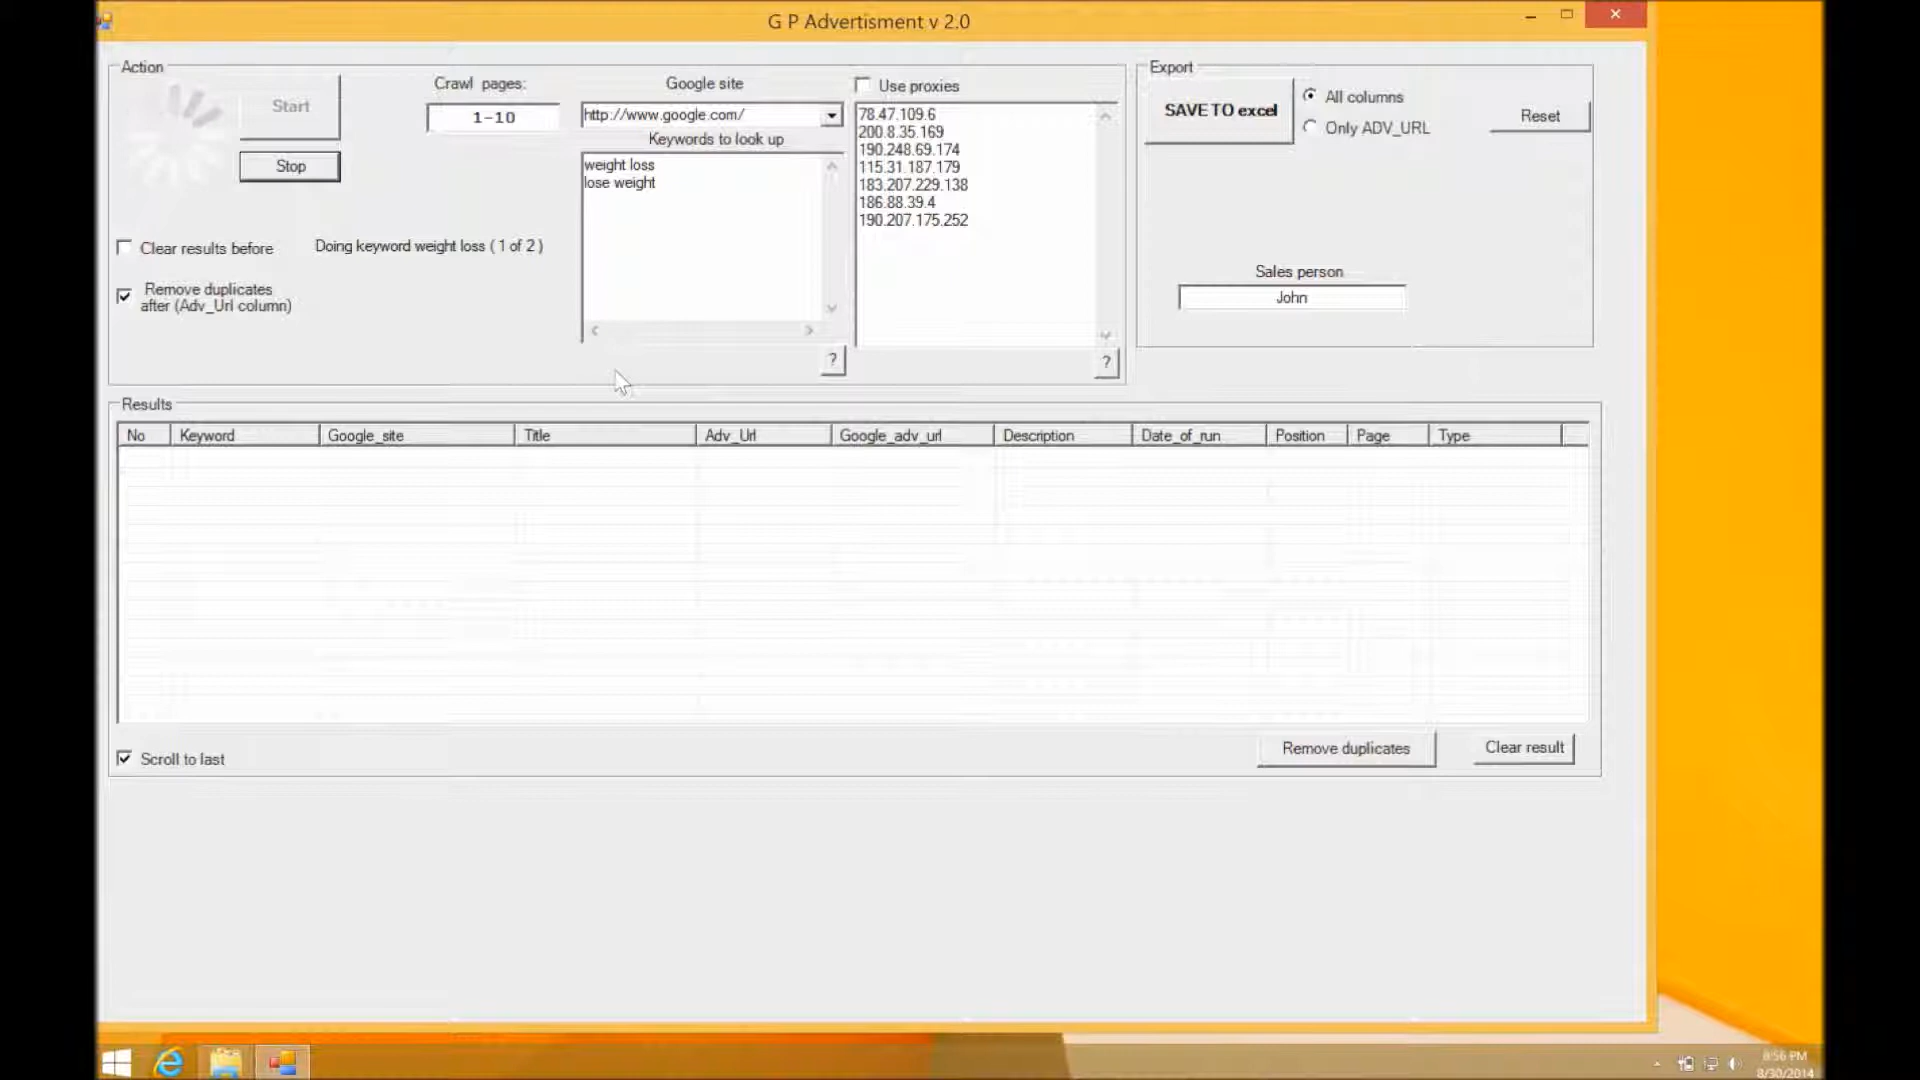 G P Advertisment v 2.0
Action
Start
Stop
Crawl pages:
1-10
Google site
http://www.google.com/
Keywords to look up
weight loss
lose weight
?
Use proxies
78.47.109.6
200.8.35.169
190.248.69.174
115.31.187.179
183.207.229.138
186.88.39.4
190.207.175.252
?
Clear results before
Doing keyword weight loss ( 1 of 2 )
Remove duplicates
after (Adv_Url column)
Export
SAVE TO excel
All columns
Only ADV_URL
Reset
Sales person
John
Results
No Keyword Google_site Title Adv_Url Google_adv_url Description Date_of_run Position Page Type
Scroll to last
Remove duplicates
Clear result
8:56 PM
8/30/2014